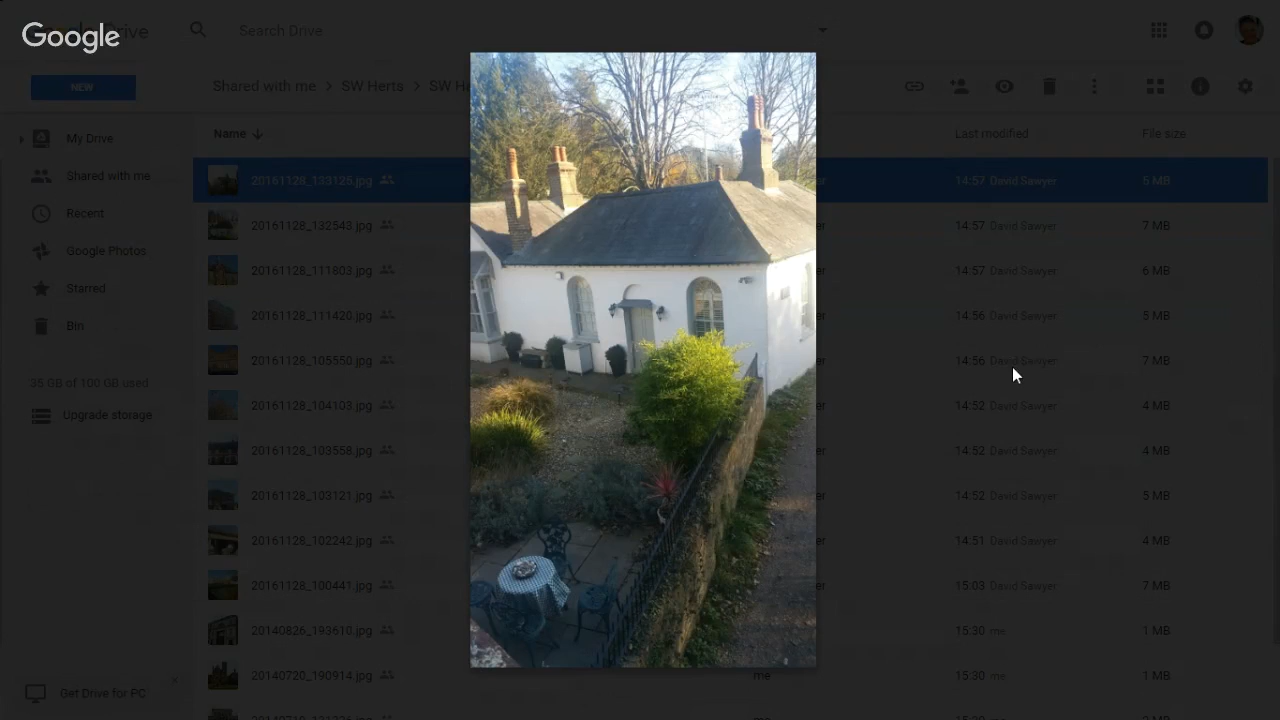 Google Drive
Search Drive
NEW
Shared with me > SW Herts > SW H
My Drive
Shared with me
Recent
Google Photos
Starred
Bin
35 GB of 100 GB used
Upgrade storage
Get Drive for PC
Name
Last modified
File size
20161128_133125.jpg 14:57 David Sawyer 5 MB
20161128_132543.jpg 14:57 David Sawyer 7 MB
20161128_111803.jpg 14:57 David Sawyer 6 MB
20161128_111420.jpg 14:56 David Sawyer 5 MB
20161128_105550.jpg 14:56 David Sawyer 7 MB
20161128_104103.jpg 14:52 David Sawyer 4 MB
20161128_103558.jpg 14:52 David Sawyer 4 MB
20161128_103121.jpg 14:52 David Sawyer 5 MB
20161128_102242.jpg 14:51 David Sawyer 4 MB
20161128_100441.jpg 15:03 David Sawyer 7 MB
20140826_193610.jpg 15:30 me 1 MB
20140720_190914.jpg me 15:30 me 1 MB